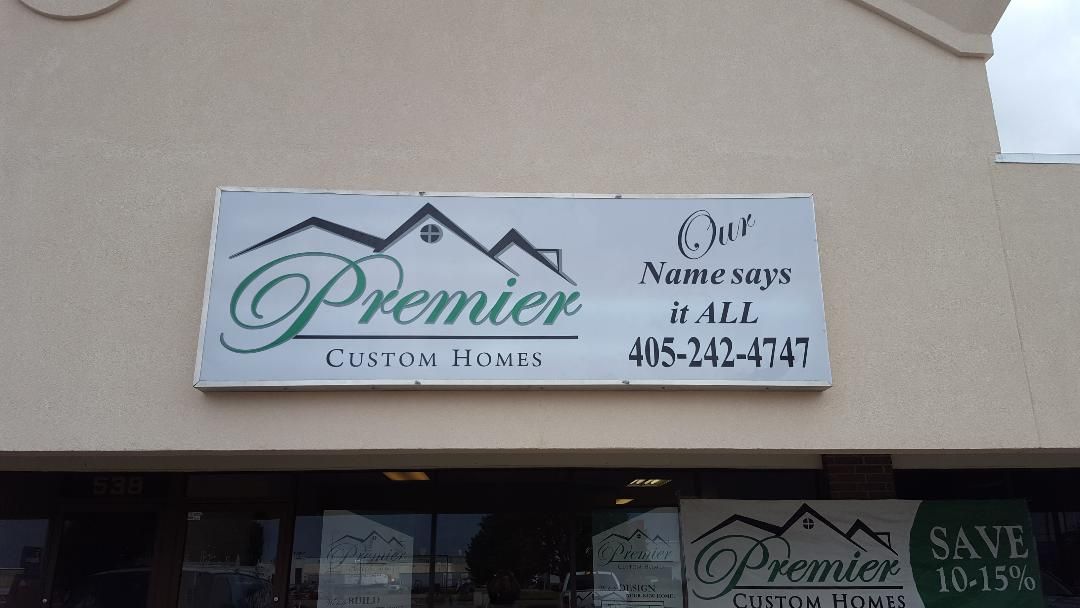 Premier
CUSTOM HOMES
Our
Name says
it ALL
405-242-4747
538
Premier
CUSTOM HOMES
BUILD
Premier
CUSTOM HOMES
DESIGN
Premier
CUSTOM HOMES
SAVE
10-15%